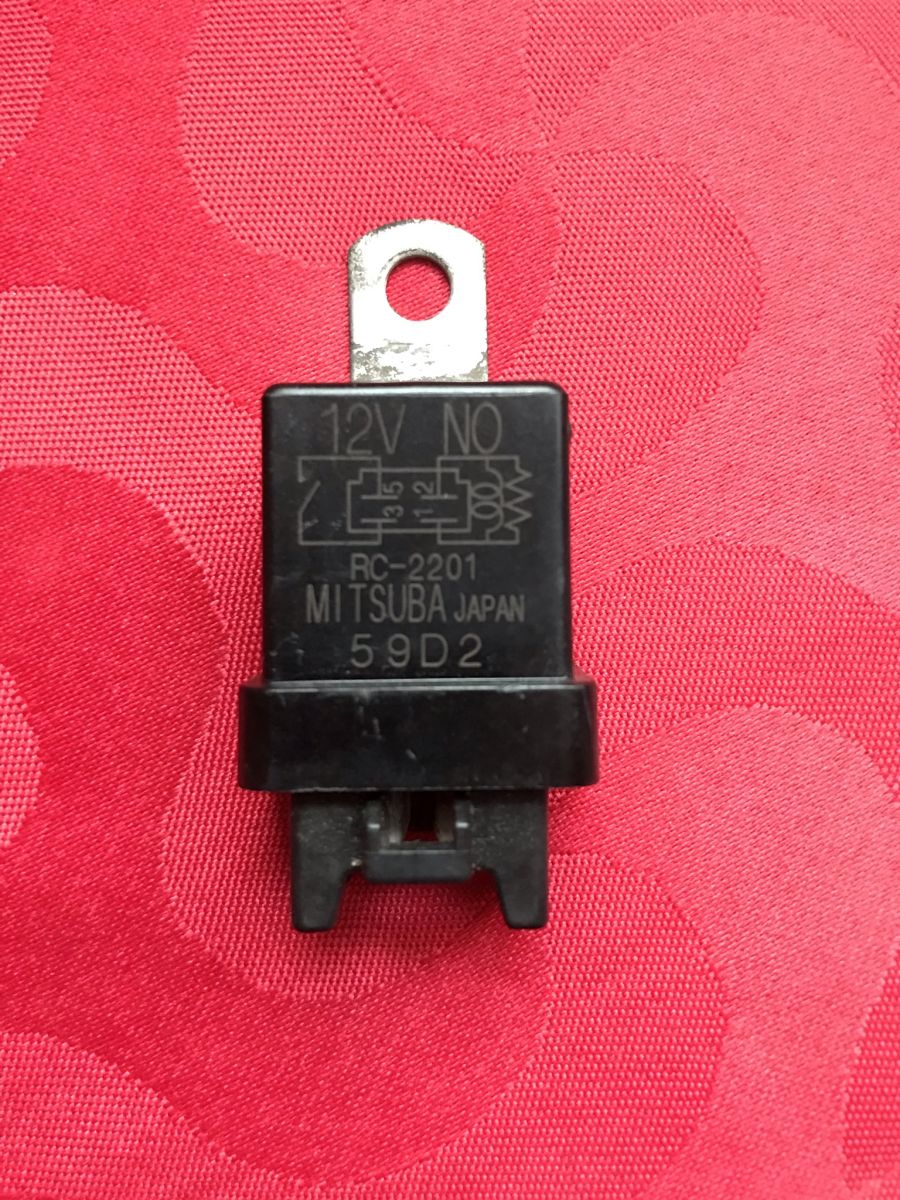 12V NO
5 2
3 1
RC-2201
MITSUBA JAPAN
59D2